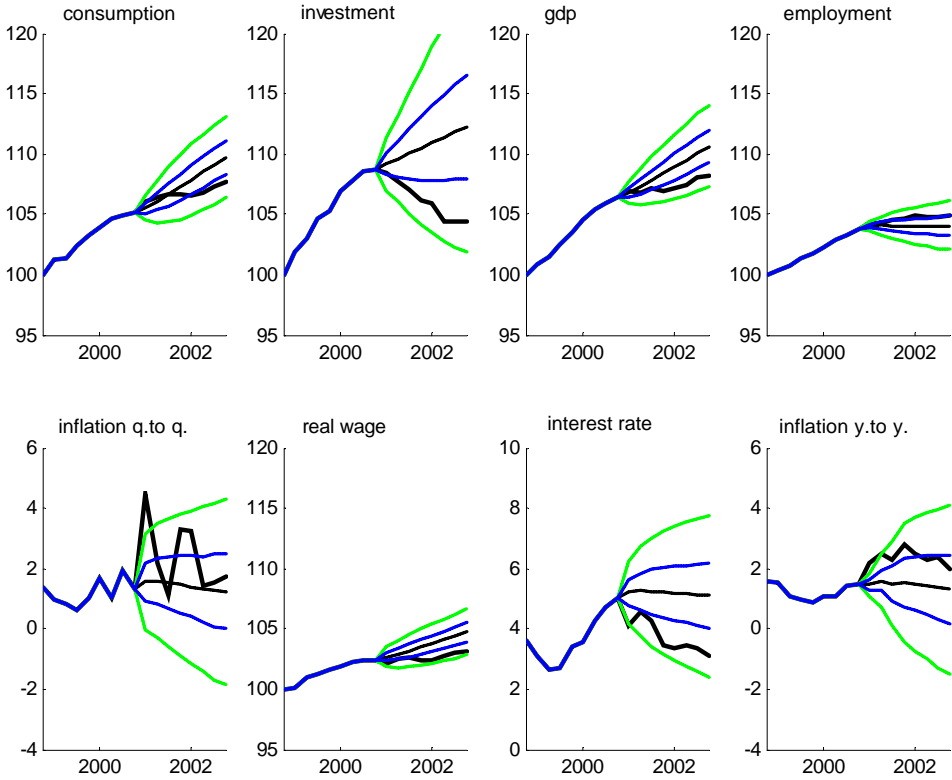 consumption
investment
gdp
employment
120 120 120 120
115 115 115 115
110 110 110 110
105 105 105 105
100 100 100 100
95 95 95 95
2000 2002 2000 2002 2000 2002 2000 2002
inflation q.to q.
real wage
interest rate
inflation y.to y.
6 120 10 6
4 115 8 4
2 110 6 2
0 105 4 0
-2 100 2 -2
-4 95 0 -4
2000 2002 2000 2002 2000 2002 2000 2002